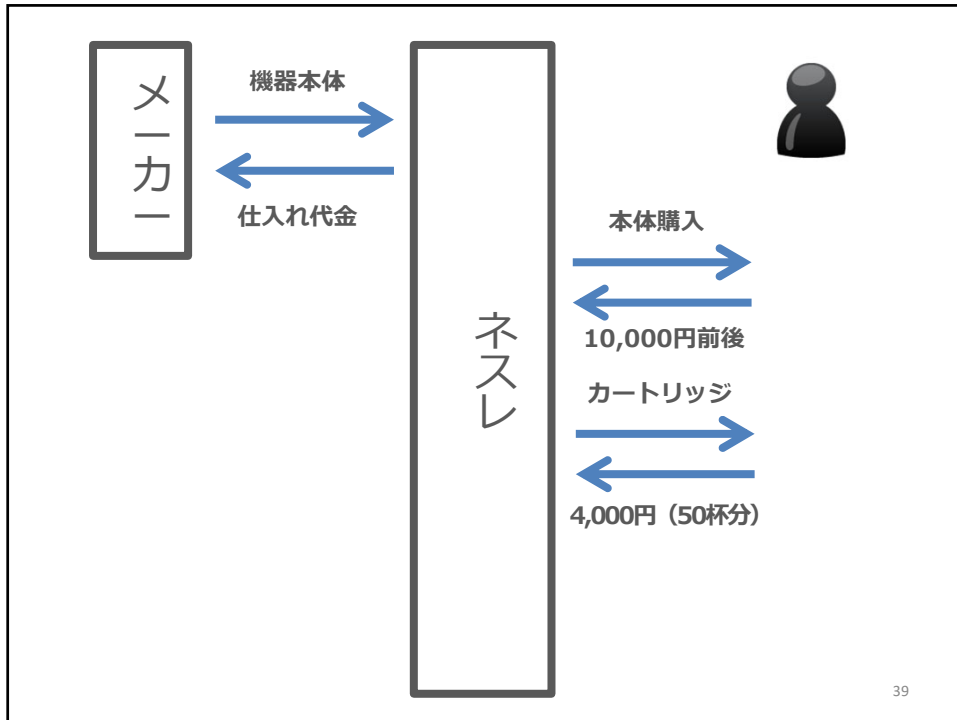 メーカー
機器本体
仕入れ代金
ネスレ
本体購入
10,000円前後
カートリッジ
4,000円（50杯分）
39